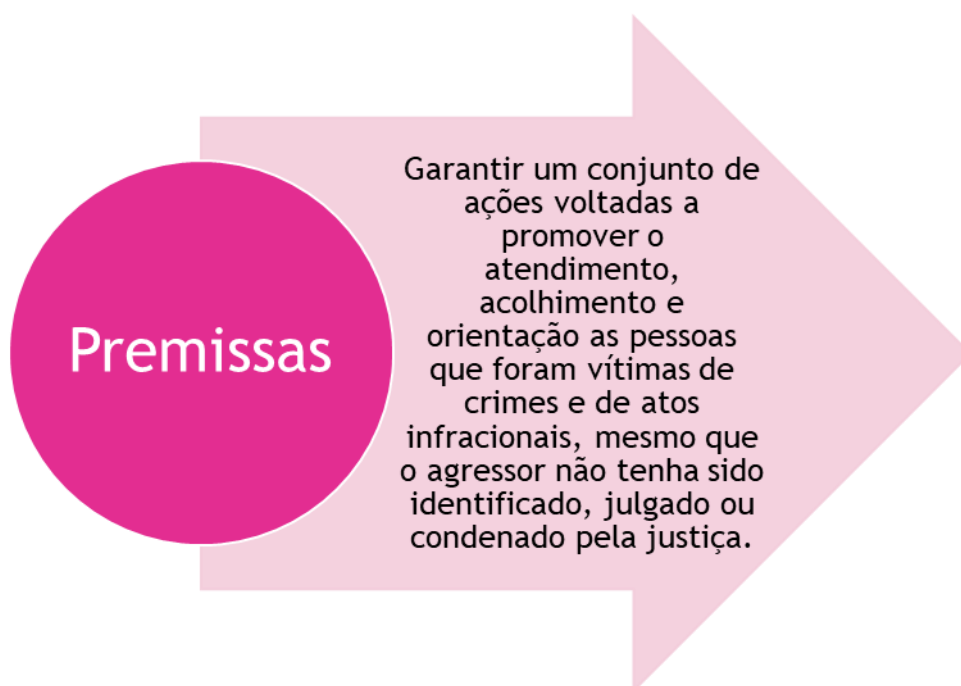 Premissas
Garantir um conjunto de
ações voltadas a
promover o
atendimento,
acolhimento e
orientação as pessoas
que foram vítimas de
crimes e de atos
infracionais, mesmo que
o agressor não tenha sido
identificado, julgado ou
condenado pela justiça.